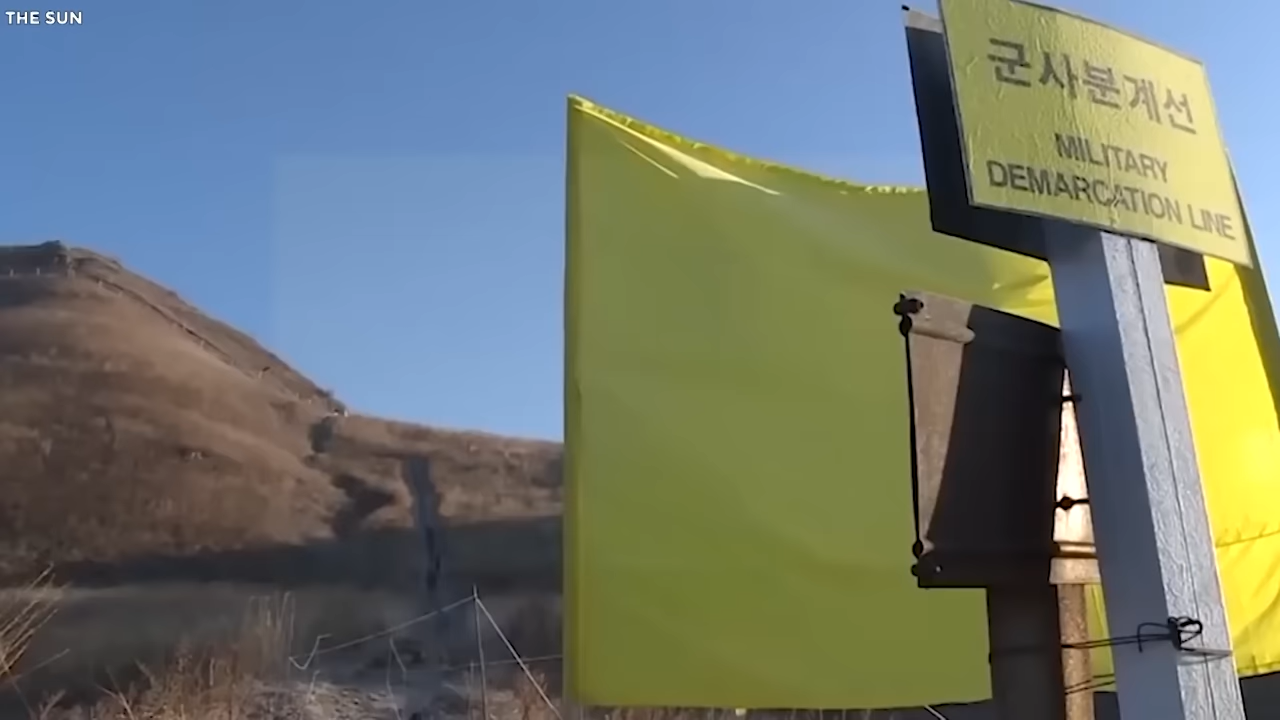 THE SUN
군사분계선
MILITARY
DEMARCATION LINE